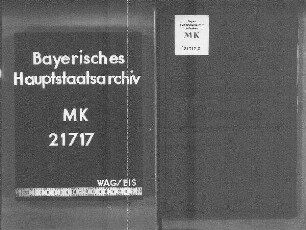 Bayerisches
Hauptstaatsarchiv
MK
21717
WAG/EIS
MK